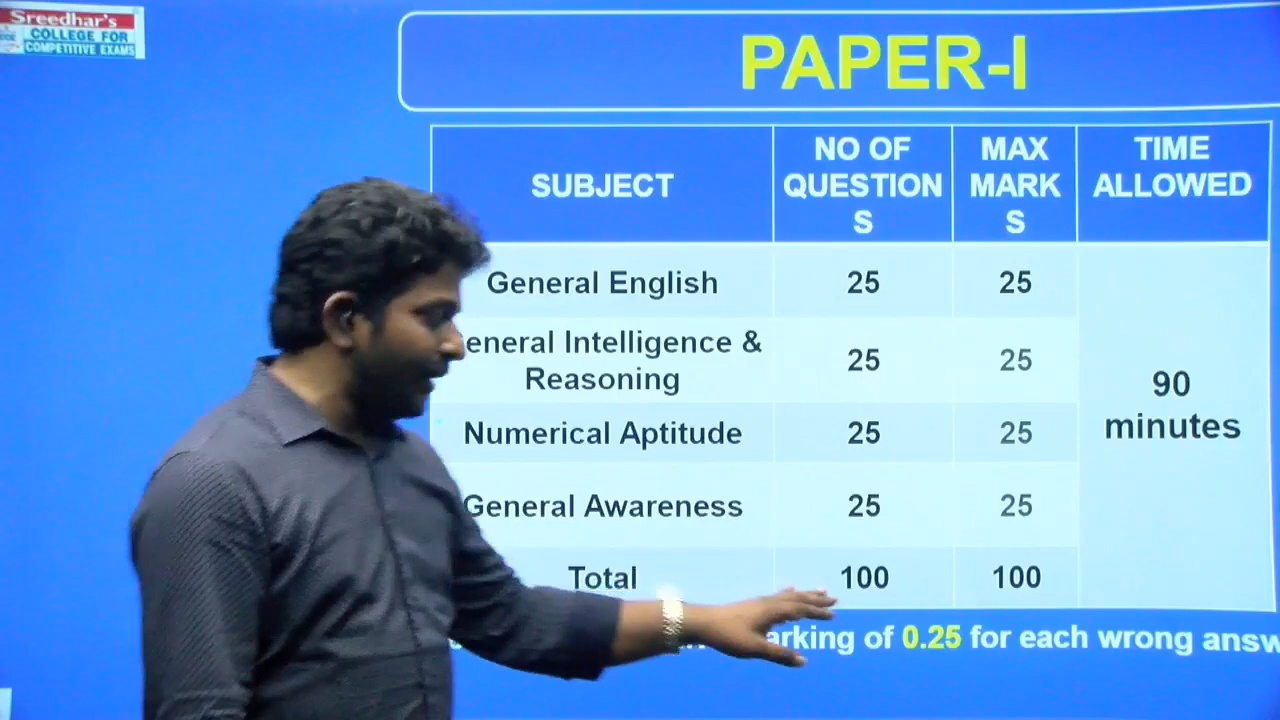 Sreedhar's
COLLEGE FOR
COMPETITIVE EXAMS
PAPER-I
SUBJECT
NO OF
QUESTION
S
MAX
MARK
S
TIME
ALLOWED
General English
25
25
eneral Intelligence &
Reasoning
25
25
90
minutes
Numerical Aptitude
25
25
General Awareness
25
25
Total
100
100
arking of 0.25 for each wrong answ